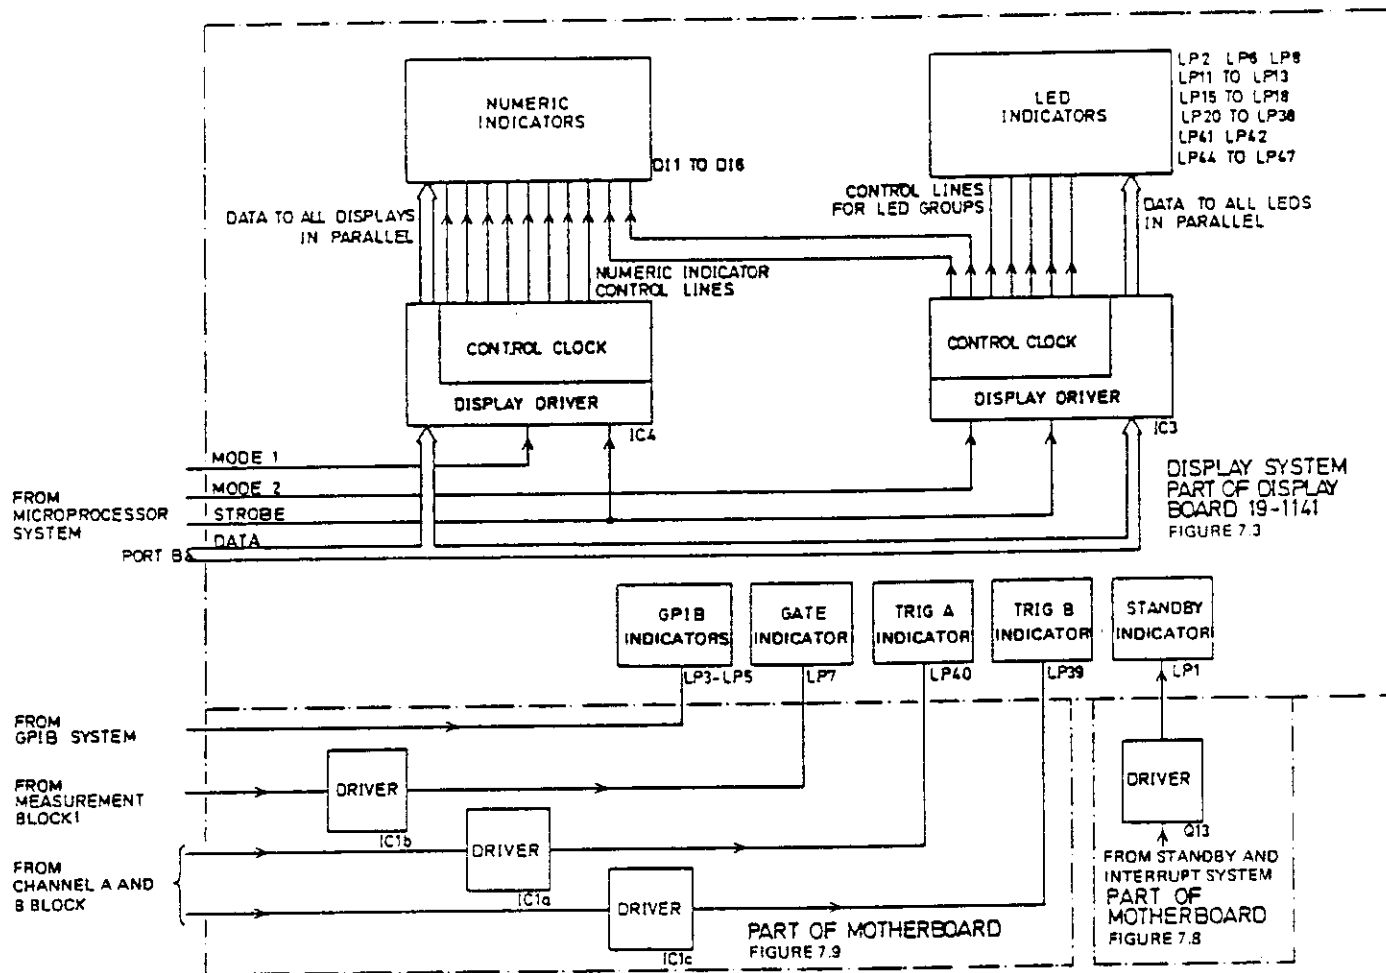 NUMERIC
INDICATORS
DI1 TO DI8
LED
INDICATORS
LP2 LP6 LP8
LP11 TO LP13
LP15 TO LP18
LP20 TO LP38
LP41 LP42
LP44 TO LP47
DATA TO ALL DISPLAYS
IN PARALLEL
CONTROL LINES
FOR LED GROUPS
DATA TO ALL LEDS
IN PARALLEL
NUMERIC INDICATOR
CONTROL LINES
CONTROL CLOCK
DISPLAY DRIVER
IC4
CONTROL CLOCK
DISPLAY DRIVER
IC3
MODE 1
MODE 2
STROBE
DATA
FROM
MICROPROCESSOR
SYSTEM
PORT B
DISPLAY SYSTEM
PART OF DISPLAY
BOARD 19-1141
FIGURE 7.3
GPIB
INDICATORS
LP3-LP5
GATE
INDICATOR
LP7
TRIG A
INDICATOR
LP40
TRIG B
INDICATOR
LP39
STANDBY
INDICATOR
LP1
FROM
GPIB SYSTEM
FROM
MEASUREMENT
BLOCK1
DRIVER
IC1b
FROM
CHANNEL A AND
B BLOCK
DRIVER
IC1a
DRIVER
IC1c
PART OF MOTHERBOARD
FIGURE 7.9
DRIVER
Q13
FROM STANDBY AND
INTERRUPT SYSTEM
PART OF
MOTHERBOARD
FIGURE 7.8